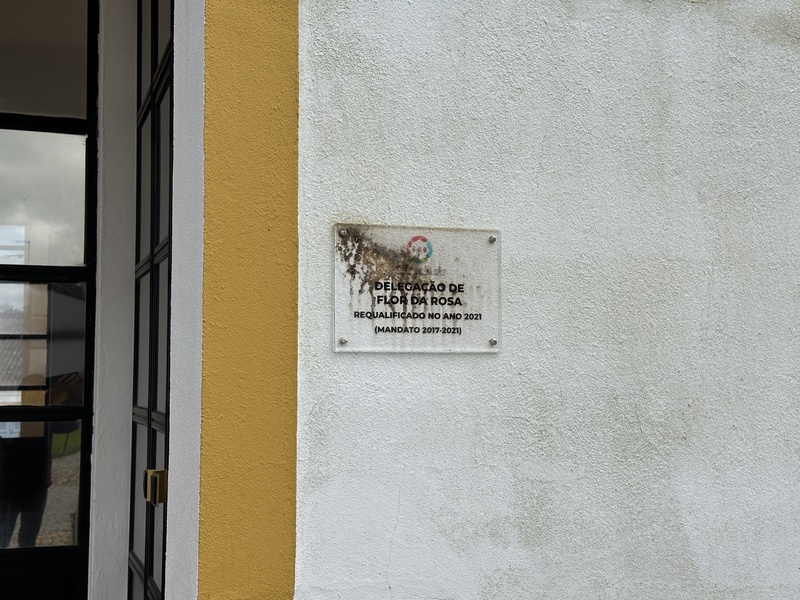 DELEGAÇÃO DE
FLOR DA ROSA
REQUALIFICADO NO ANO 2021
(MANDATO 2017-2021)